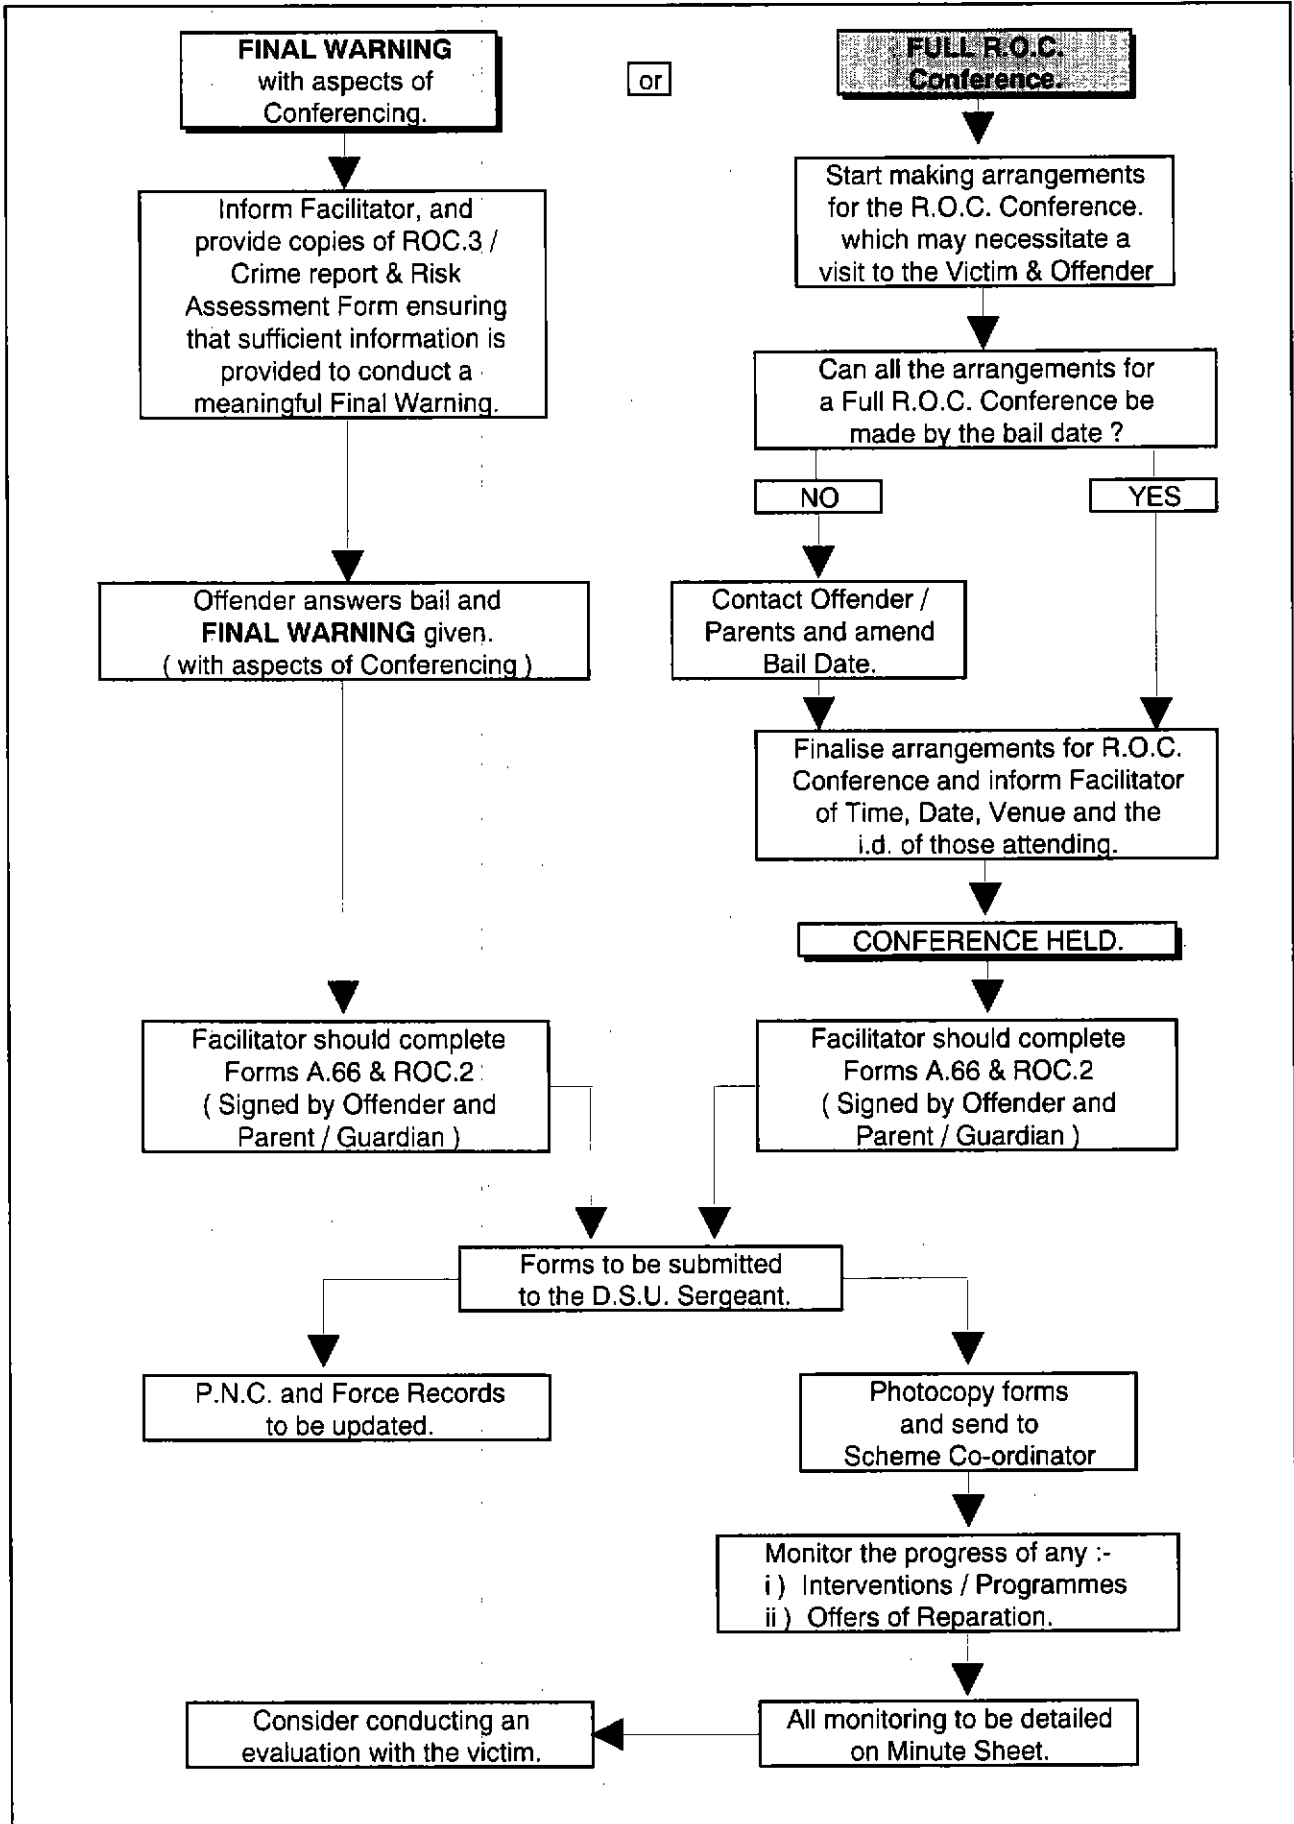 FINAL WARNING
with aspects of
Conferencing.
or
FULL R.O.C.
Conference.
Inform Facilitator, and
provide copies of ROC.3 /
Crime report & Risk
Assessment Form ensuring
that sufficient information is
provided to conduct a
meaningful Final Warning.
Start making arrangements
for the R.O.C. Conference.
which may necessitate a
visit to the Victim & Offender
Can all the arrangements for
a Full R.O.C. Conference be
made by the bail date ?
NO
YES
Offender answers bail and
FINAL WARNING given.
( with aspects of Conferencing )
Contact Offender /
Parents and amend
Bail Date.
Finalise arrangements for R.O.C.
Conference and inform Facilitator
of Time, Date, Venue and the
i.d. of those attending.
CONFERENCE HELD.
Facilitator should complete
Forms A.66 & ROC.2
( Signed by Offender and
Parent / Guardian )
Facilitator should complete
Forms A.66 & ROC.2
( Signed by Offender and
Parent / Guardian )
Forms to be submitted
to the D.S.U. Sergeant.
P.N.C. and Force Records
to be updated.
Photocopy forms
and send to
Scheme Co-ordinator
Monitor the progress of any :-
i ) Interventions / Programmes
ii ) Offers of Reparation.
Consider conducting an
evaluation with the victim.
All monitoring to be detailed
on Minute Sheet.